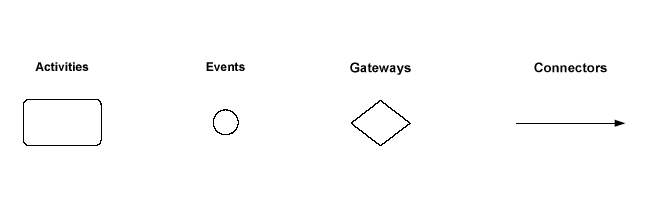 Activities
Events
Gateways
Connectors